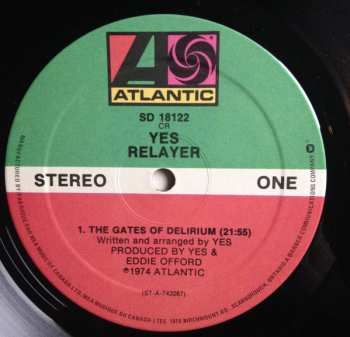 ATLANTIC
SD 18122
CR
YES
RELAYER
STEREO ONE
1. THE GATES OF DELIRIUM (21:55)
Written and arranged by YES
PRODUCED BY YES &
EDDIE OFFORD
℗1974 ATLANTIC
(ST-A-743267)